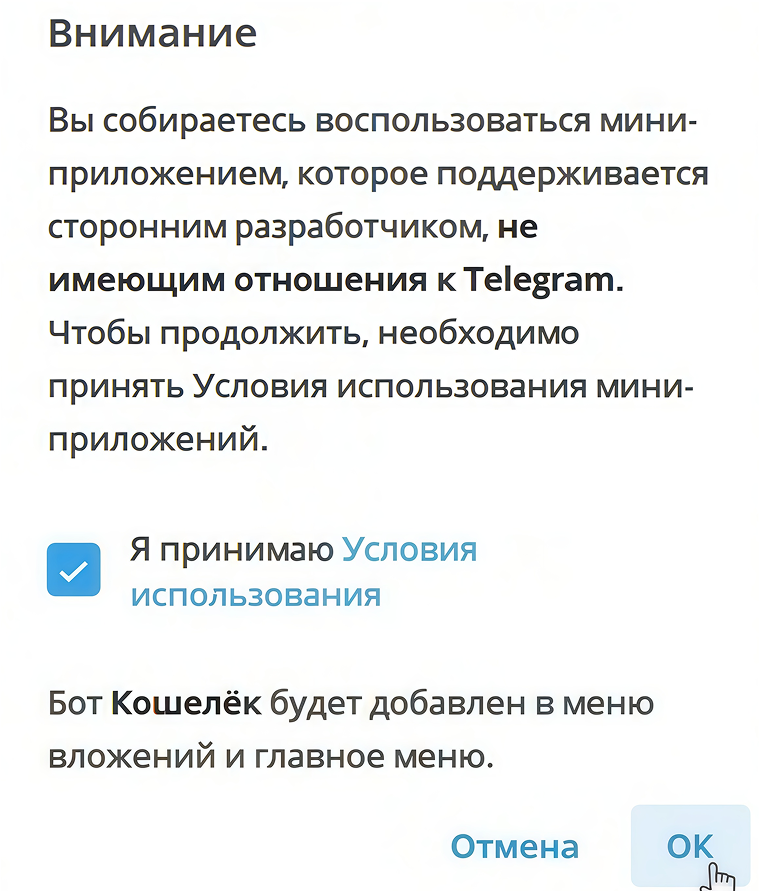 Внимание
Вы собираетесь воспользоваться мини-
приложением, которое поддерживается
сторонним разработчиком, не
имеющим отношения к Telegram.
Чтобы продолжить, необходимо
принять Условия использования мини-
приложений.
Я принимаю Условия
использования
Бот Кошелёк будет добавлен в меню
вложений и главное меню.
Отмена
ОК